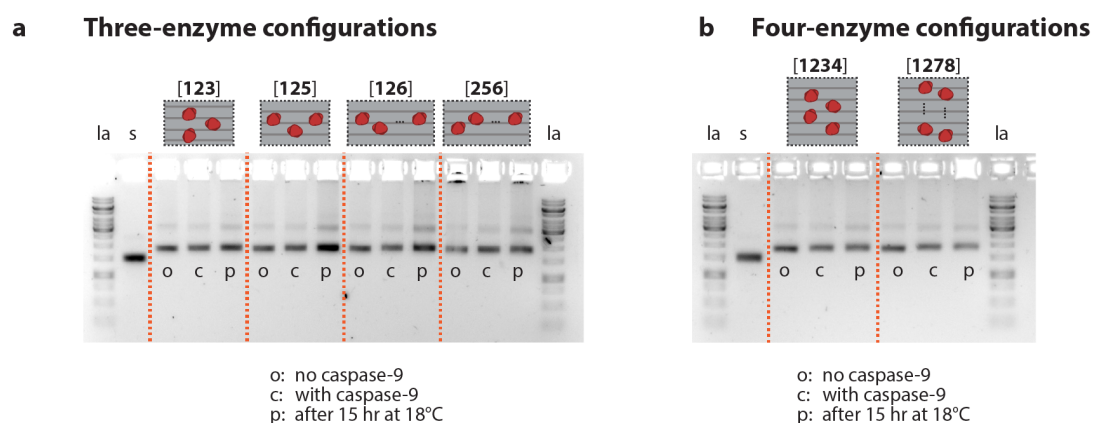 a Three-enzyme configurations
[123] [125] [126] [256]
la s la
o c p o c p o c p o c p
o: no caspase-9
c: with caspase-9
p: after 15 hr at 18°C
b Four-enzyme configurations
[1234] [1278]
la s la
o c p o c p
o: no caspase-9
c: with caspase-9
p: after 15 hr at 18°C